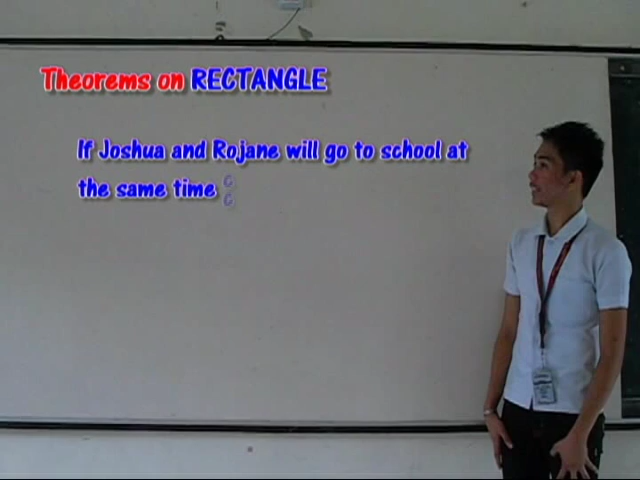 Theorems on RECTANGLE
If Joshua and Rojane will go to school at
the same time